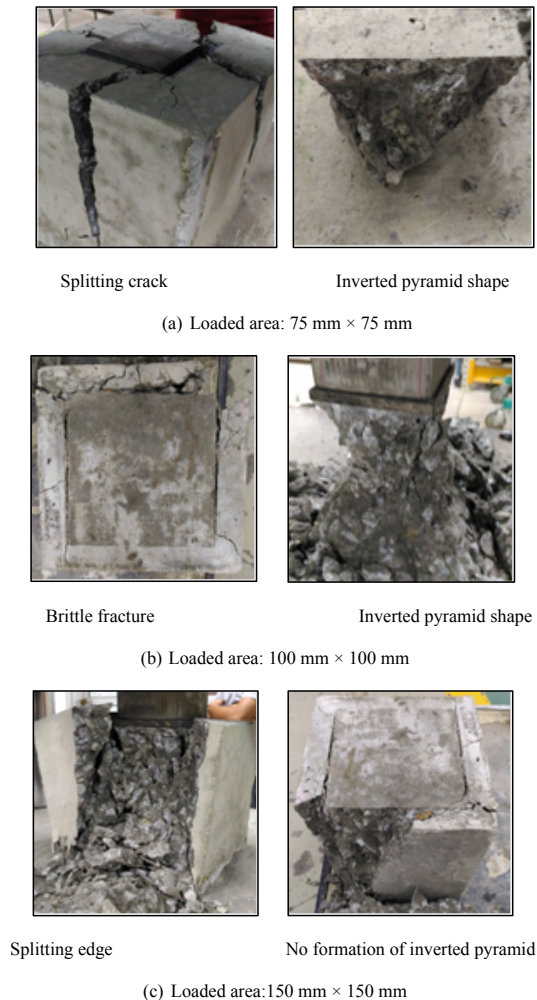 Splitting crack
Inverted pyramid shape
(a) Loaded area: 75 mm × 75 mm
Brittle fracture
Inverted pyramid shape
(b) Loaded area: 100 mm × 100 mm
Splitting edge
No formation of inverted pyramid
(c) Loaded area:150 mm × 150 mm